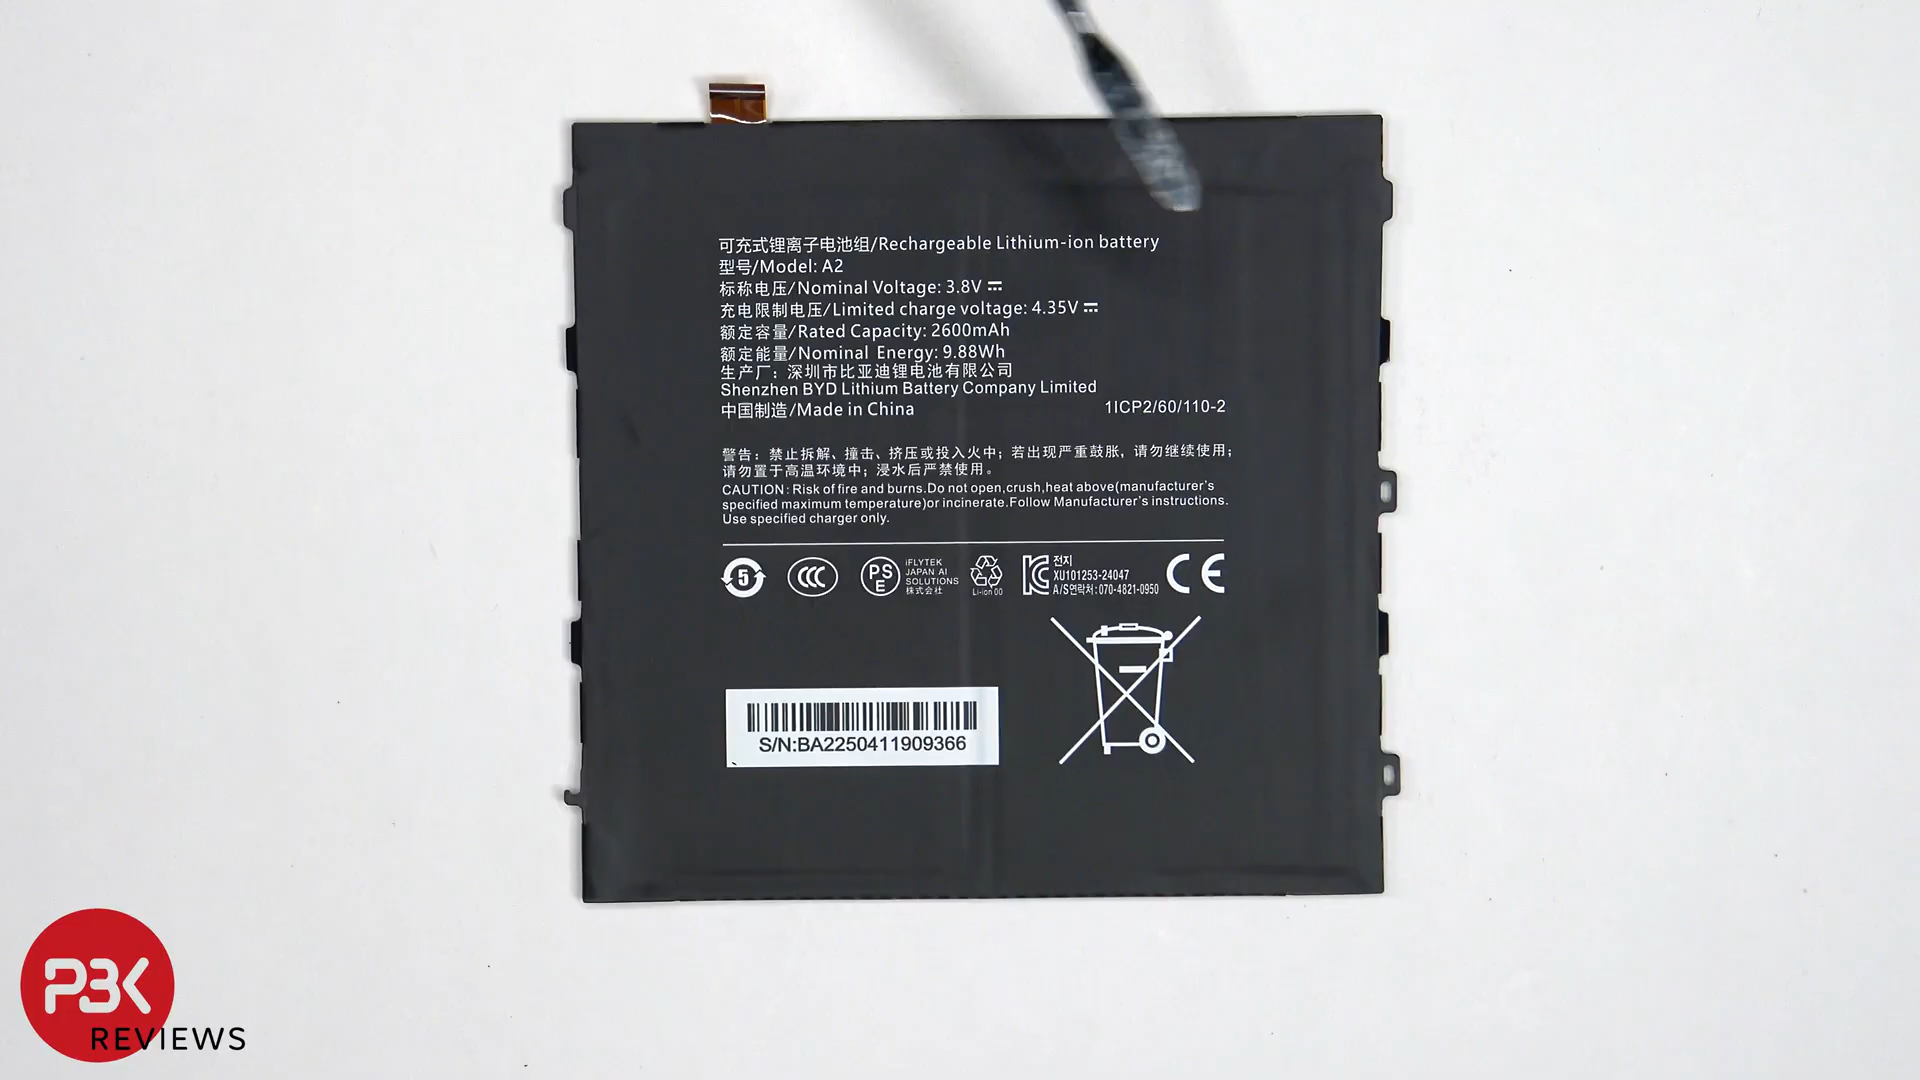 可充式锂离子电池组/Rechargeable Lithium-ion battery
型号/Model: A2
标称电压/Nominal Voltage: 3.8V
充电限制电压/Limited charge voltage: 4.35V
额定容量/Rated Capacity: 2600mAh
额定能量/Nominal Energy: 9.88Wh
生产厂：深圳市比亚迪锂电池有限公司
Shenzhen BYD Lithium Battery Company Limited
中国制造/Made in China 1ICP2/60/110-2
警告：禁止拆解、撞击、挤压或投入火中；若出现严重鼓胀，请勿继续使用；
请勿置于高温环境中；浸水后严禁使用。
CAUTION: Risk of fire and burns.Do not open,crush,heat above(manufacturer's
specified maximum temperature)or incinerate.Follow Manufacturer's instructions.
Use specified charger only.
5
CCC
PSE
iFLYTEK
JAPAN AI
SOLUTIONS
株式会社
Li-ion 00
KC
전지
XU101253-24047
A/S연락처:070-4821-0950
CE
S/N:BA2250411909366
P3K
REVIEWS